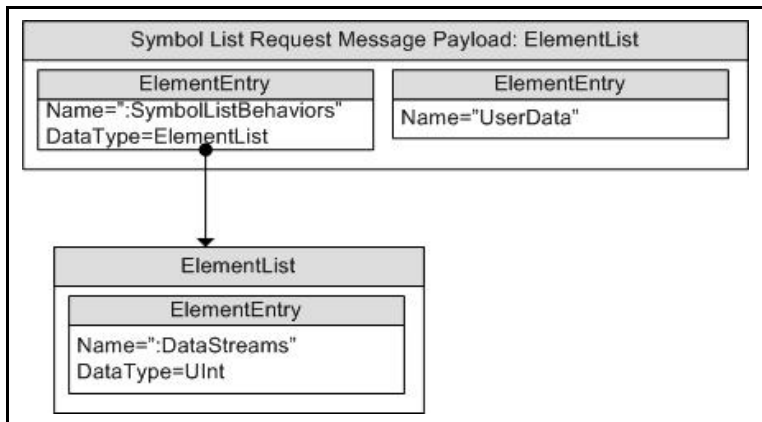 Symbol List Request Message Payload: ElementList
ElementEntry
Name=":SymbolListBehaviors"
DataType=ElementList
ElementEntry
Name="UserData"
ElementList
ElementEntry
Name=":DataStreams"
DataType=UInt